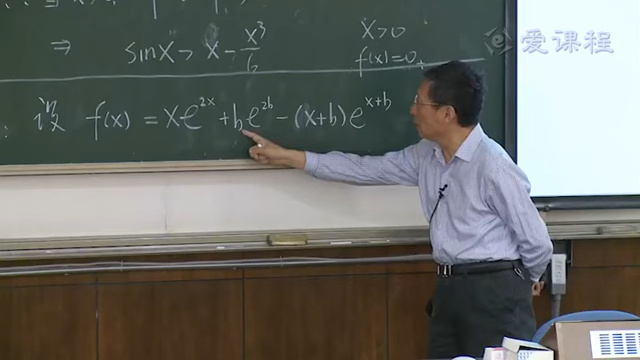 ⇒ sinx > x - x³/6
x>0
f(x)=0,
设 f(x) = xe^{2x} + be^{2b} - (x+b)e^{x+b}
爱课程